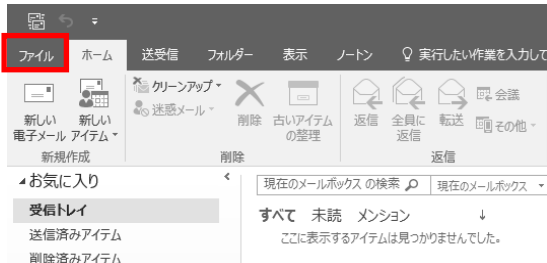 ファイル ホーム 送受信 フォルダー 表示 ノートン 実行したい作業を入力して
新しい
電子メール
新しい
アイテム
新規作成
クリーンアップ
迷惑メール
削除
古いアイテム
の整理
削除
返信
全員に
返信
転送
会議
その他
返信
お気に入り
受信トレイ
送信済みアイテム
削除済みアイテム
現在のメールボックス の検索 現在のメールボックス
すべて 未読 メンション ↓
ここに表示するアイテムは見つかりませんでした。